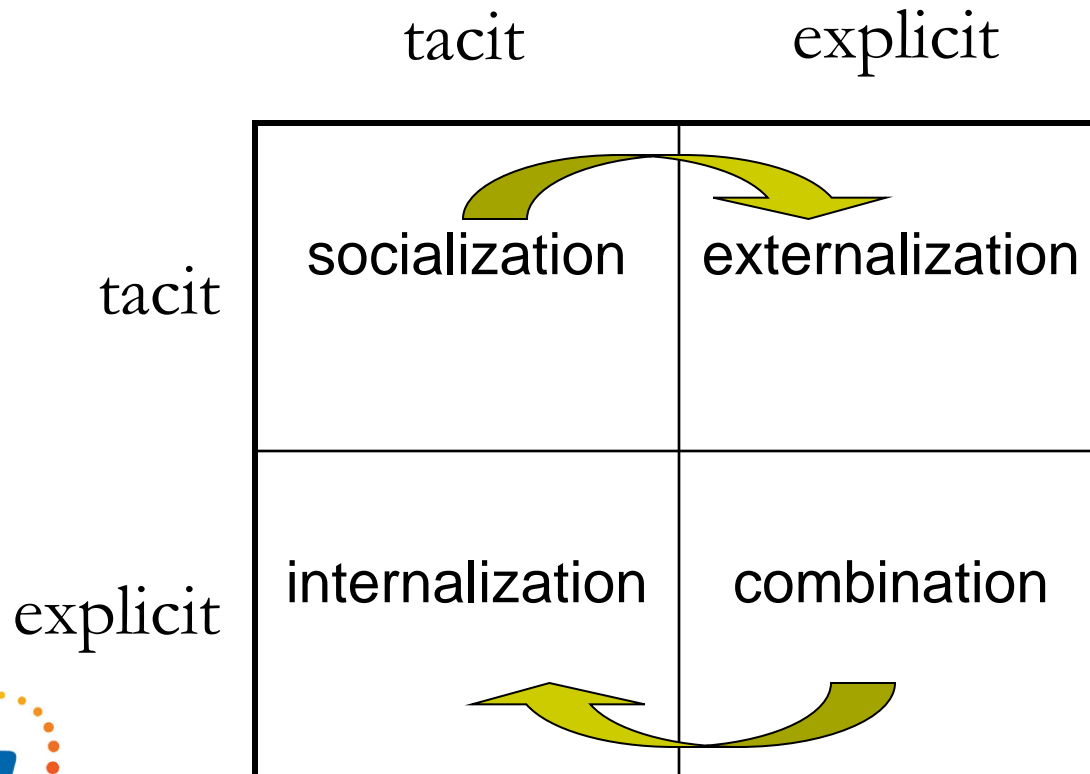 tacit explicit
tacit socialization externalization
explicit internalization combination